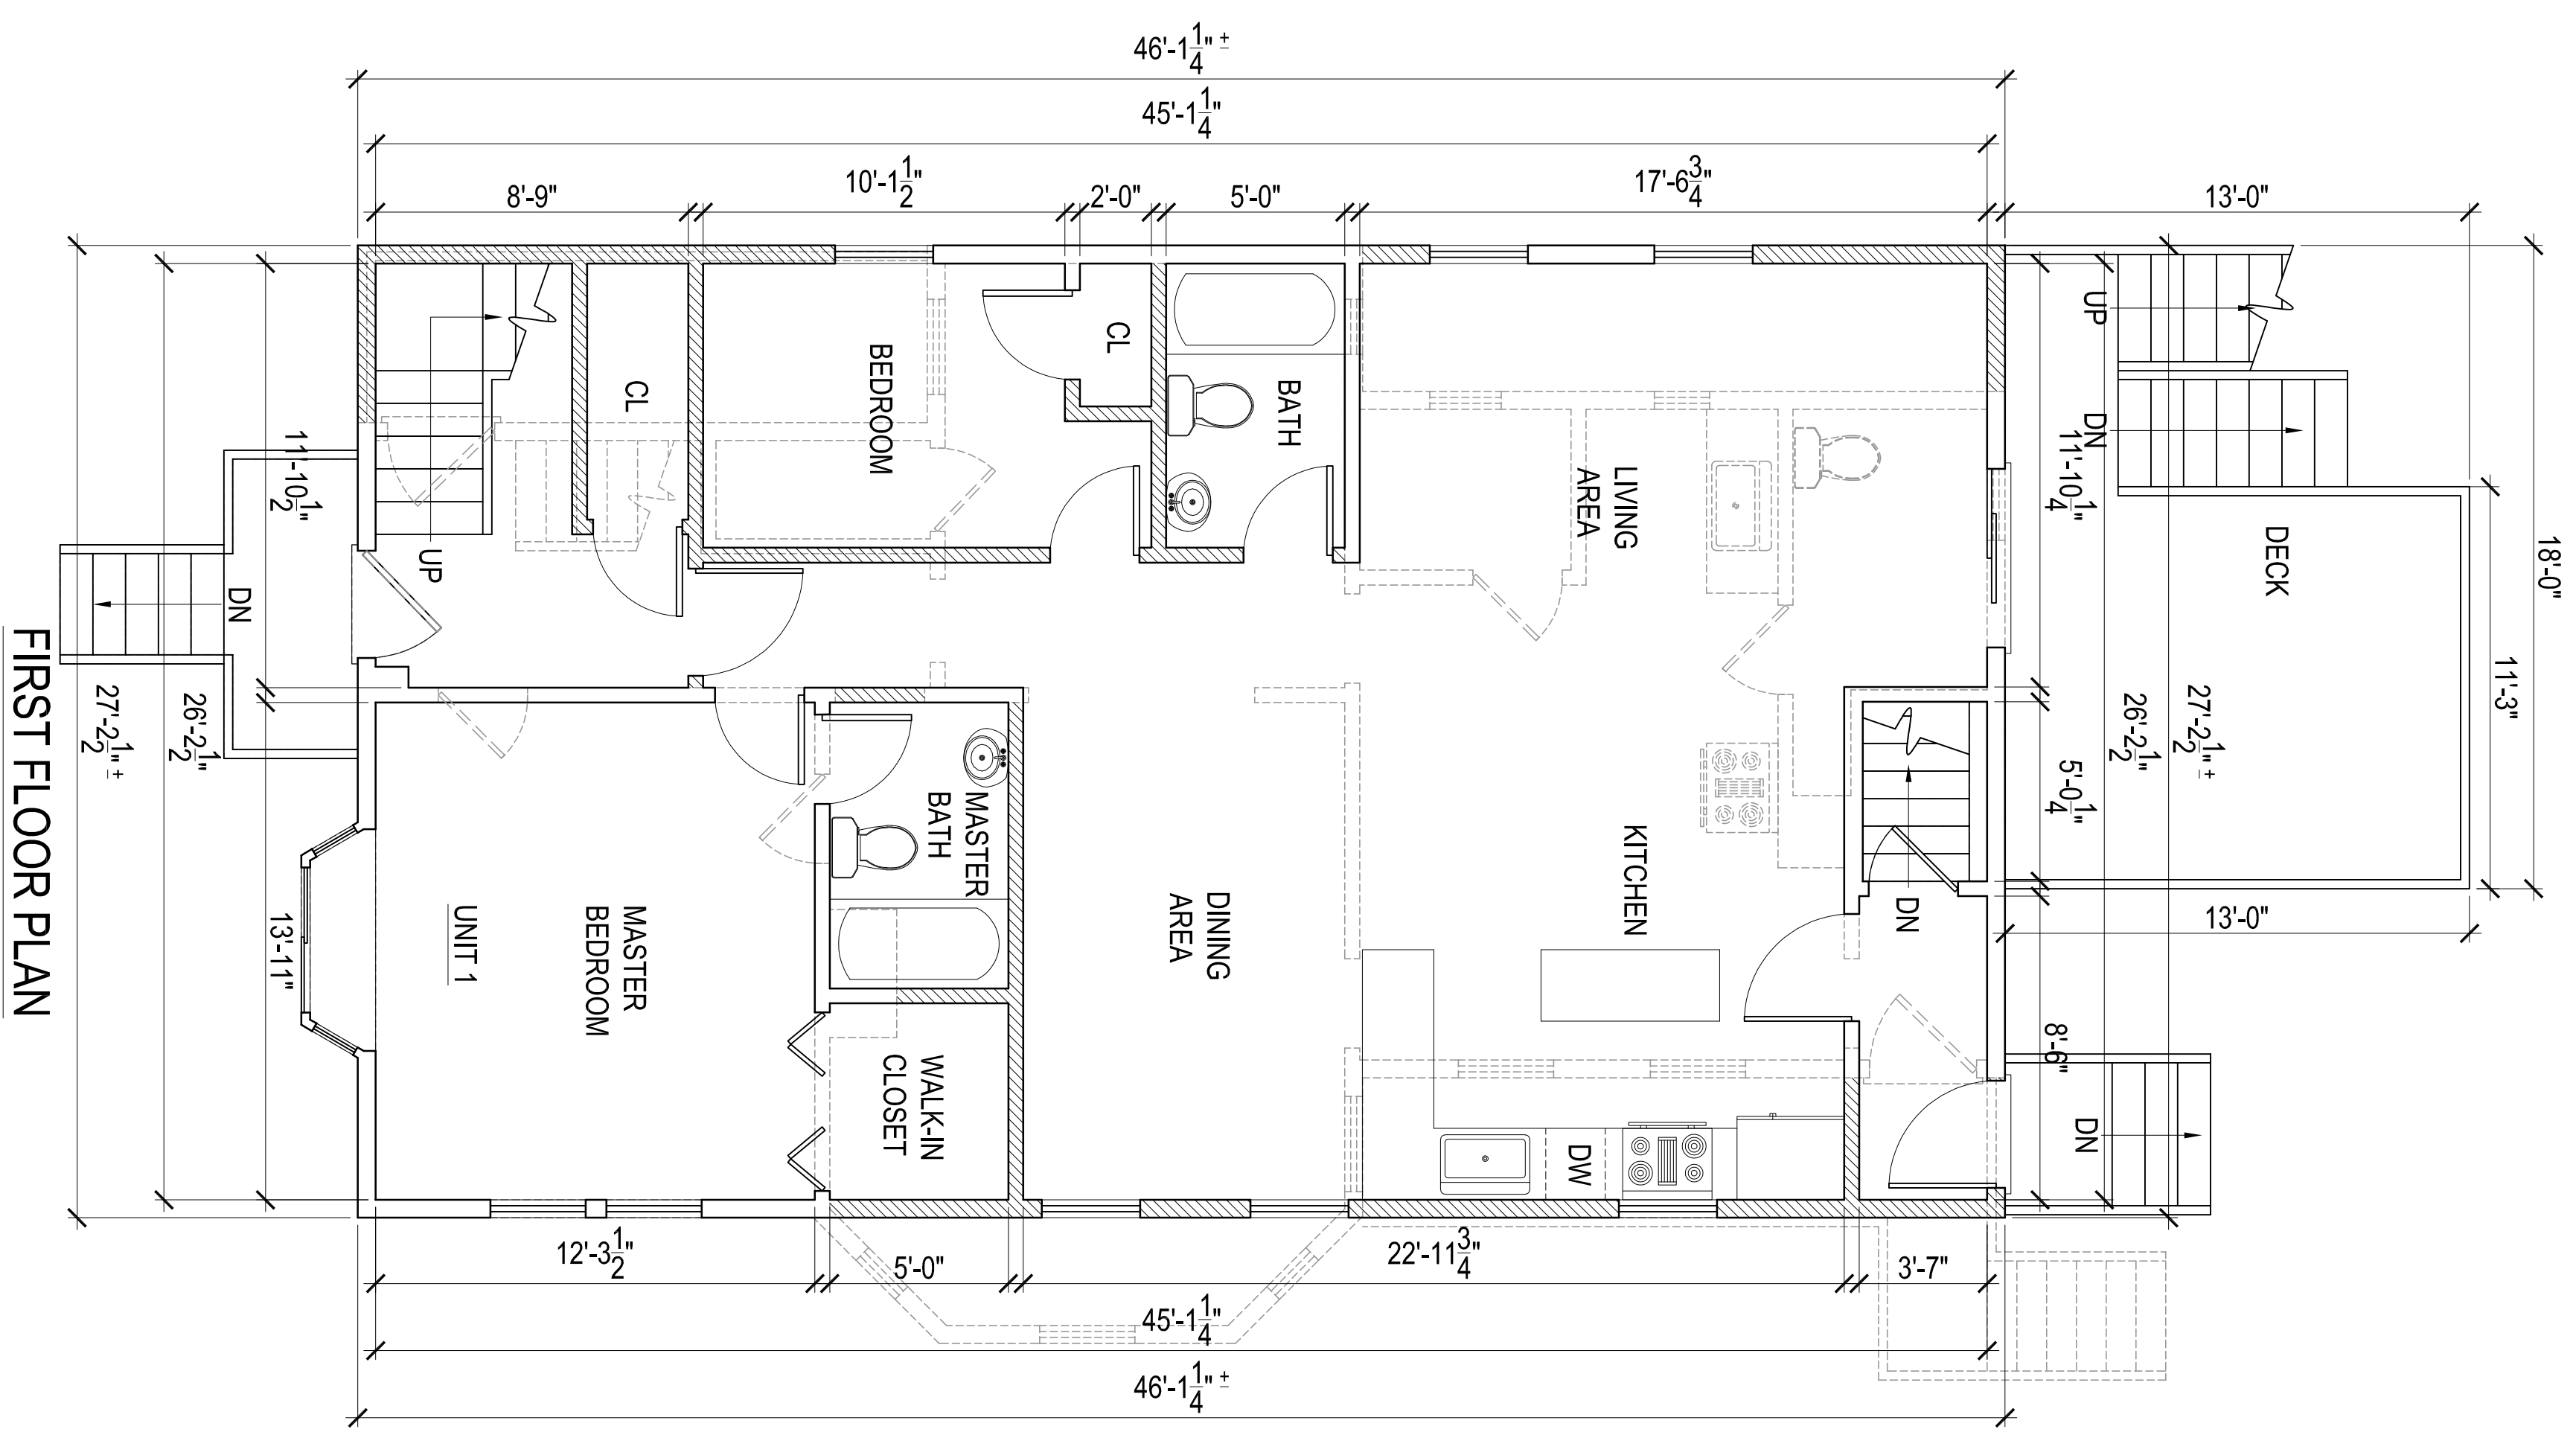 46'-1 1/4" ±
45'-1 1/4"
8'-9"
10'-1 1/2"
2'-0"
5'-0"
17'-6 3/4"
13'-0"
18'-0"
11'-3"
13'-0"
27'-2 1/2" ±
26'-2 1/2"
11'-10 1/4"
5'-0 1/4"
8'-6"
UP
DN
DECK
DN
DN
CL
BEDROOM
CL
BATH
LIVING
AREA
KITCHEN
DINING
AREA
DW
MASTER
BATH
WALK-IN
CLOSET
MASTER
BEDROOM
UNIT 1
UP
DN
11'-10 1/2"
13'-11"
26'-2 1/2"
27'-2 1/2" ±
12'-3 1/2"
5'-0"
22'-11 3/4"
3'-7"
45'-1 1/4"
46'-1 1/4" ±
FIRST FLOOR PLAN